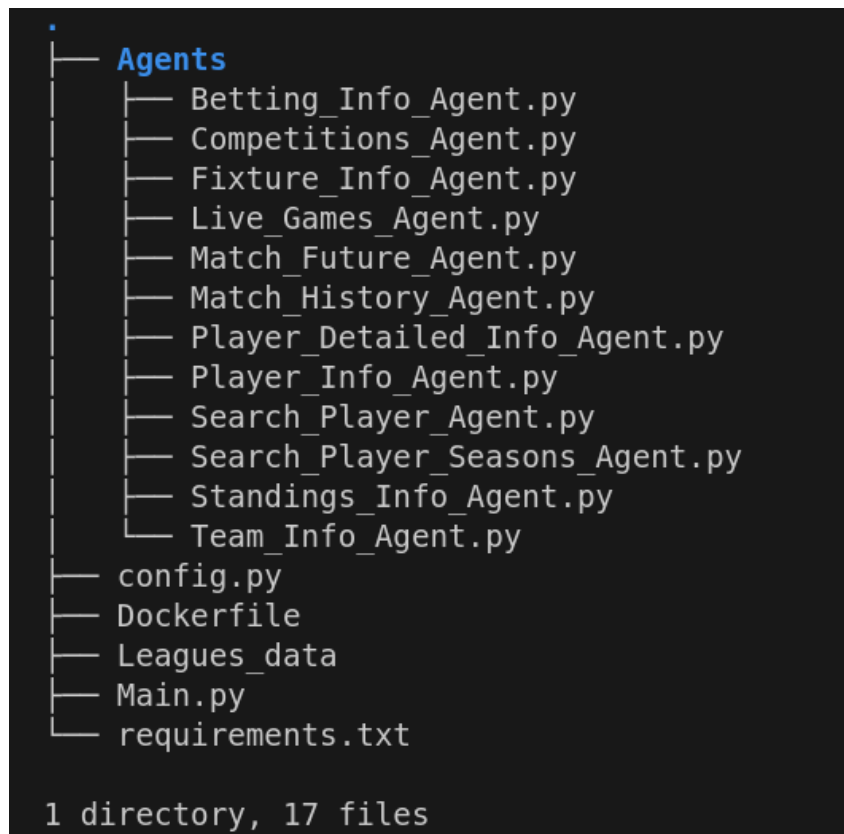 .
├── Agents
│   ├── Betting_Info_Agent.py
│   ├── Competitions_Agent.py
│   ├── Fixture_Info_Agent.py
│   ├── Live_Games_Agent.py
│   ├── Match_Future_Agent.py
│   ├── Match_History_Agent.py
│   ├── Player_Detailed_Info_Agent.py
│   ├── Player_Info_Agent.py
│   ├── Search_Player_Agent.py
│   ├── Search_Player_Seasons_Agent.py
│   ├── Standings_Info_Agent.py
│   └── Team_Info_Agent.py
├── config.py
├── Dockerfile
├── Leagues_data
├── Main.py
└── requirements.txt

1 directory, 17 files